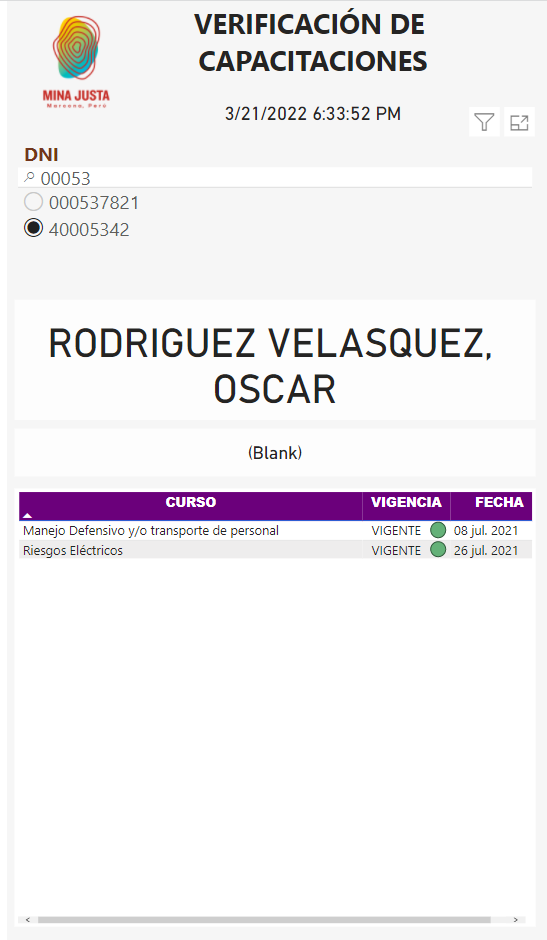 VERIFICACIÓN DE
CAPACITACIONES
MINA JUSTA
Marcona, Perú
3/21/2022 6:33:52 PM
DNI
00053
000537821
40005342
RODRIGUEZ VELASQUEZ,
OSCAR
(Blank)
CURSO VIGENCIA FECHA
Manejo Defensivo y/o transporte de personal VIGENTE 08 jul. 2021
Riesgos Eléctricos VIGENTE 26 jul. 2021